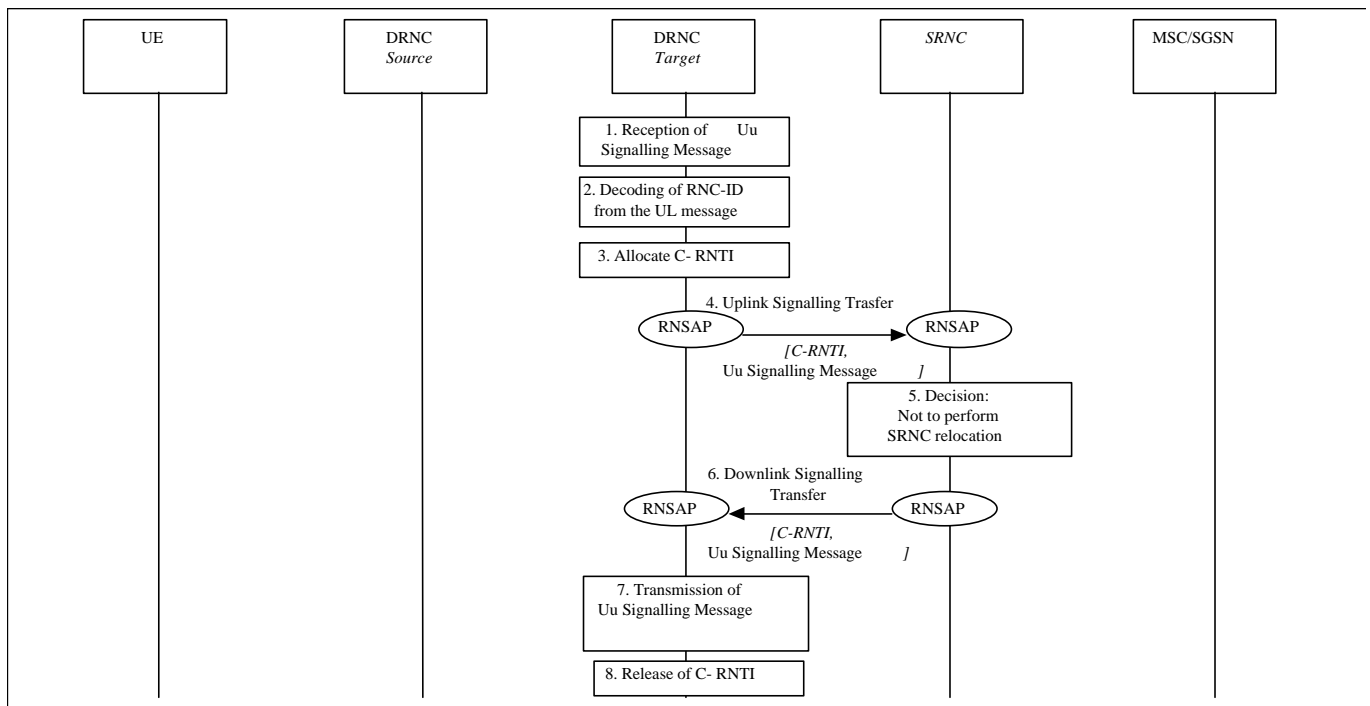 UE
DRNC
Source
DRNC
Target
SRNC
MSC/SGSN
1. Reception of Uu
Signalling Message
2. Decoding of RNC-ID
from the UL message
3. Allocate C- RNTI
4. Uplink Signalling Trasfer
RNSAP
RNSAP
[C-RNTI,
Uu Signalling Message ]
5. Decision:
Not to perform
SRNC relocation
6. Downlink Signalling
Transfer
RNSAP
RNSAP
[C-RNTI,
Uu Signalling Message ]
7. Transmission of
Uu Signalling Message
8. Release of C- RNTI